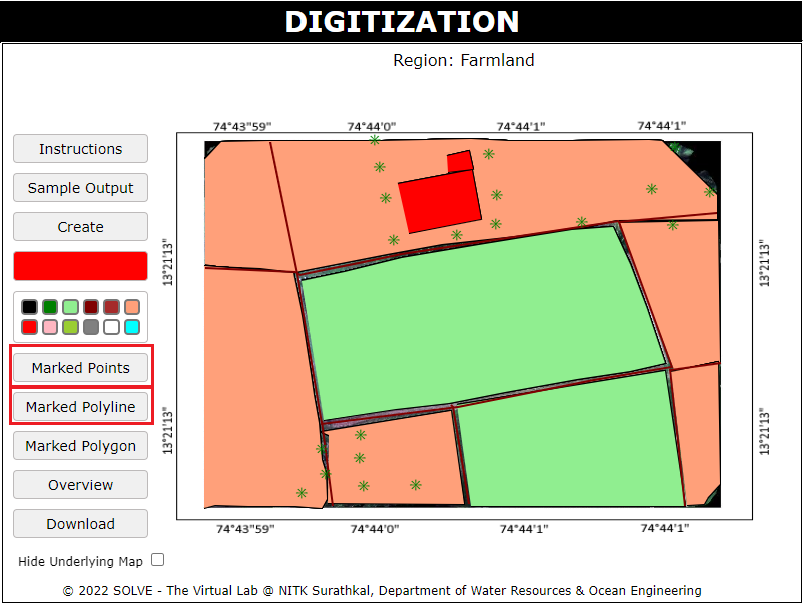 DIGITIZATION
Region: Farmland
74°43'59" 74°44'0" 74°44'1" 74°44'1"
Instructions
Sample Output
Create
13°21'13" 13°21'13"
Marked Points
Marked Polyline
Marked Polygon
13°21'13" 13°21'13"
Overview
Download
74°43'59" 74°44'0" 74°44'1" 74°44'1"
Hide Underlying Map
© 2022 SOLVE - The Virtual Lab @ NITK Surathkal, Department of Water Resources & Ocean Engineering